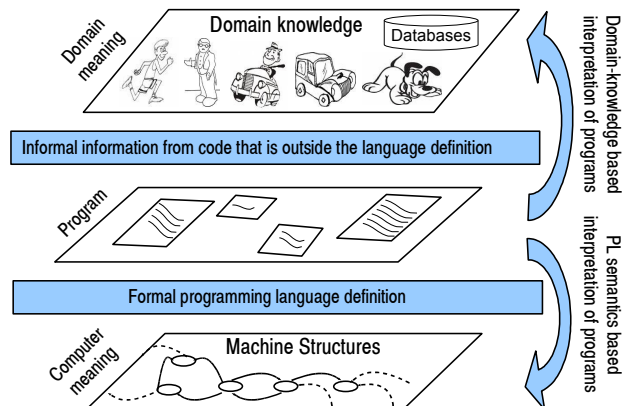 Domain
meaning
Domain knowledge
Databases
Domain-knowledge based
interpretation of programs
Informal information from code that is outside the language definition
Program
PL semantics based
interpretation of programs
Formal programming language definition
Computer
meaning
Machine Structures